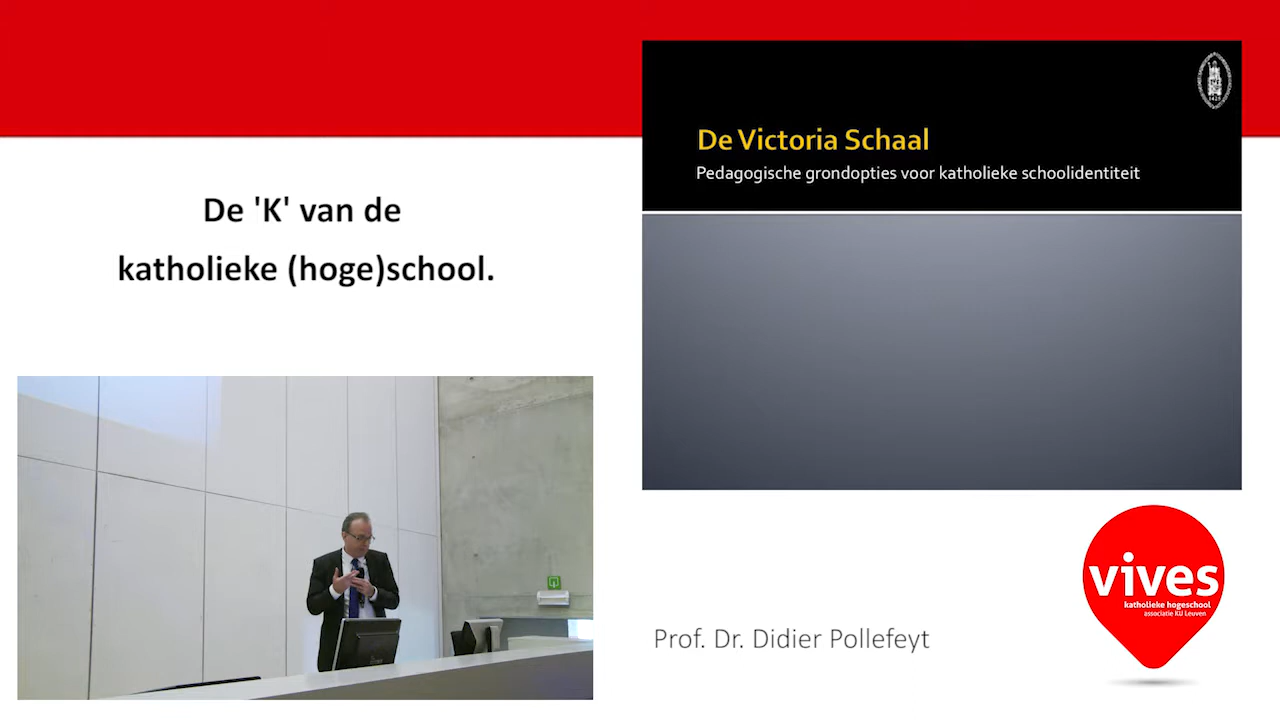 De 'K' van de
katholieke (hoge)school.
De Victoria Schaal
Pedagogische grondopties voor katholieke schoolidentiteit
1425
Prof. Dr. Didier Pollefeyt
vives
katholieke hogeschool
associatie KU Leuven